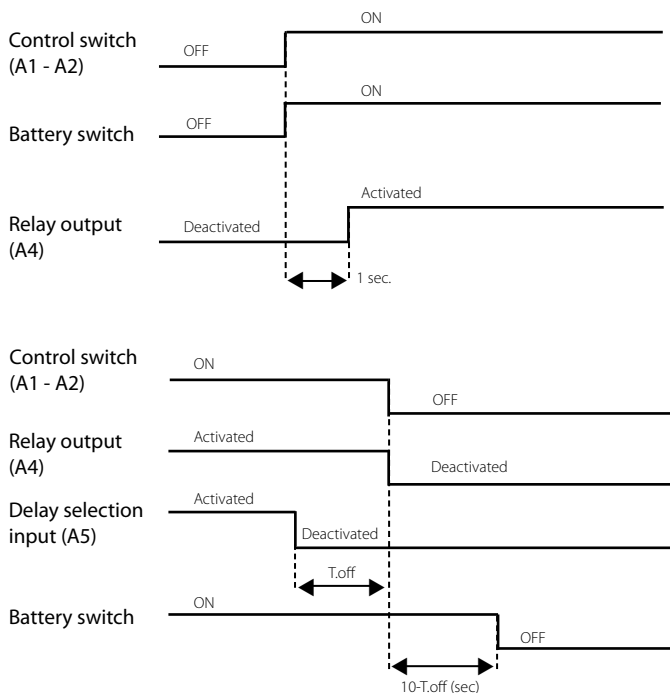 ON
Control switch
(A1 - A2)
OFF
ON
Battery switch
OFF
Activated
Relay output
(A4)
Deactivated
1 sec.
Control switch
(A1 - A2)
ON
OFF
Relay output
(A4)
Activated
Deactivated
Delay selection
input (A5)
Activated
Deactivated
T.off
Battery switch
ON
OFF
10-T.off (sec)